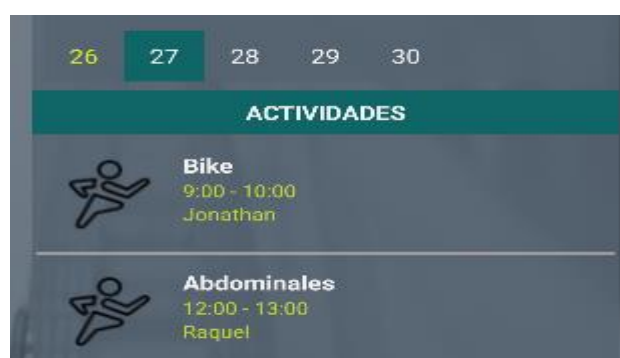 26 27 28 29 30
ACTIVIDADES
Bike
9:00 - 10:00
Jonathan
Abdominales
12:00 - 13:00
Raquel